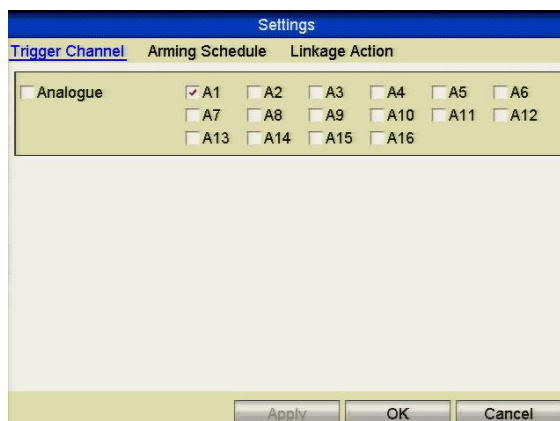 Settings
Trigger Channel Arming Schedule Linkage Action
Analogue A1 A2 A3 A4 A5 A6
A7 A8 A9 A10 A11 A12
A13 A14 A15 A16
Apply OK Cancel